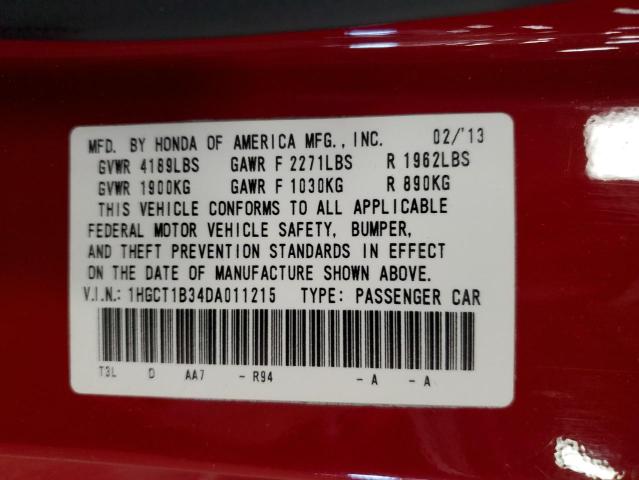 MFD. BY HONDA OF AMERICA MFG., INC. 02/'13
GVWR 4189LBS GAWR F 2271LBS R 1962LBS
GVWR 1900KG GAWR F 1030KG R 890KG
THIS VEHICLE CONFORMS TO ALL APPLICABLE
FEDERAL MOTOR VEHICLE SAFETY, BUMPER,
AND THEFT PREVENTION STANDARDS IN EFFECT
ON THE DATE OF MANUFACTURE SHOWN ABOVE.
V.I.N.: 1HGCT1B34DA011215 TYPE: PASSENGER CAR
T3L D AA7 - R94 - A - A